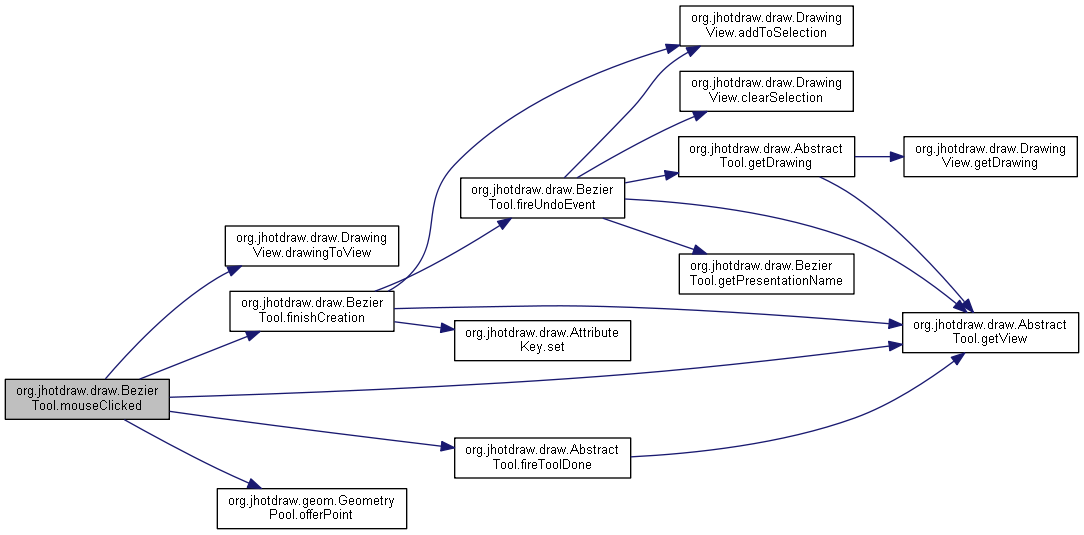 org.jhotdraw.draw.Drawing
View.addToSelection
org.jhotdraw.draw.Drawing
View.clearSelection
org.jhotdraw.draw.Abstract
Tool.getDrawing
org.jhotdraw.draw.Drawing
View.getDrawing
org.jhotdraw.draw.Bezier
Tool.fireUndoEvent
org.jhotdraw.draw.Drawing
View.drawingToView
org.jhotdraw.draw.Bezier
Tool.getPresentationName
org.jhotdraw.draw.Bezier
Tool.finishCreation
org.jhotdraw.draw.Attribute
Key.set
org.jhotdraw.draw.Abstract
Tool.getView
org.jhotdraw.draw.Bezier
Tool.mouseClicked
org.jhotdraw.draw.Abstract
Tool.fireToolDone
org.jhotdraw.geom.Geometry
Pool.offerPoint